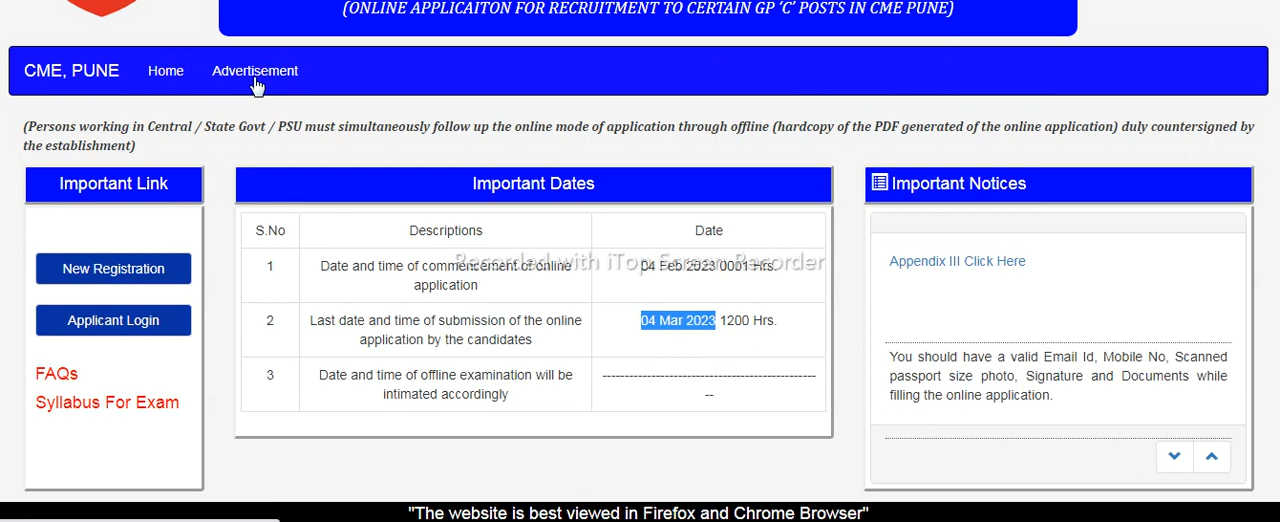 (ONLINE APPLICAITON FOR RECRUITMENT TO CERTAIN GP ‘C’ POSTS IN CME PUNE)
CME, PUNE Home Advertisement
(Persons working in Central / State Govt / PSU must simultaneously follow up the online mode of application through offline (hardcopy of the PDF generated of the online application) duly countersigned by
the establishment)
Important Link
New Registration
Applicant Login
FAQs
Syllabus For Exam
Important Dates
S.No Descriptions Date
1 Date and time of commencement of online 04 Feb 2023 0001 Hrs.
application
2 Last date and time of submission of the online 04 Mar 2023 1200 Hrs.
application by the candidates
3 Date and time of offline examination will be -----------------------------------------------------
intimated accordingly --
Recorded with iTop Screen Recorder
Important Notices
Appendix III Click Here
You should have a valid Email Id, Mobile No, Scanned
passport size photo, Signature and Documents while
filling the online application.
"The website is best viewed in Firefox and Chrome Browser"